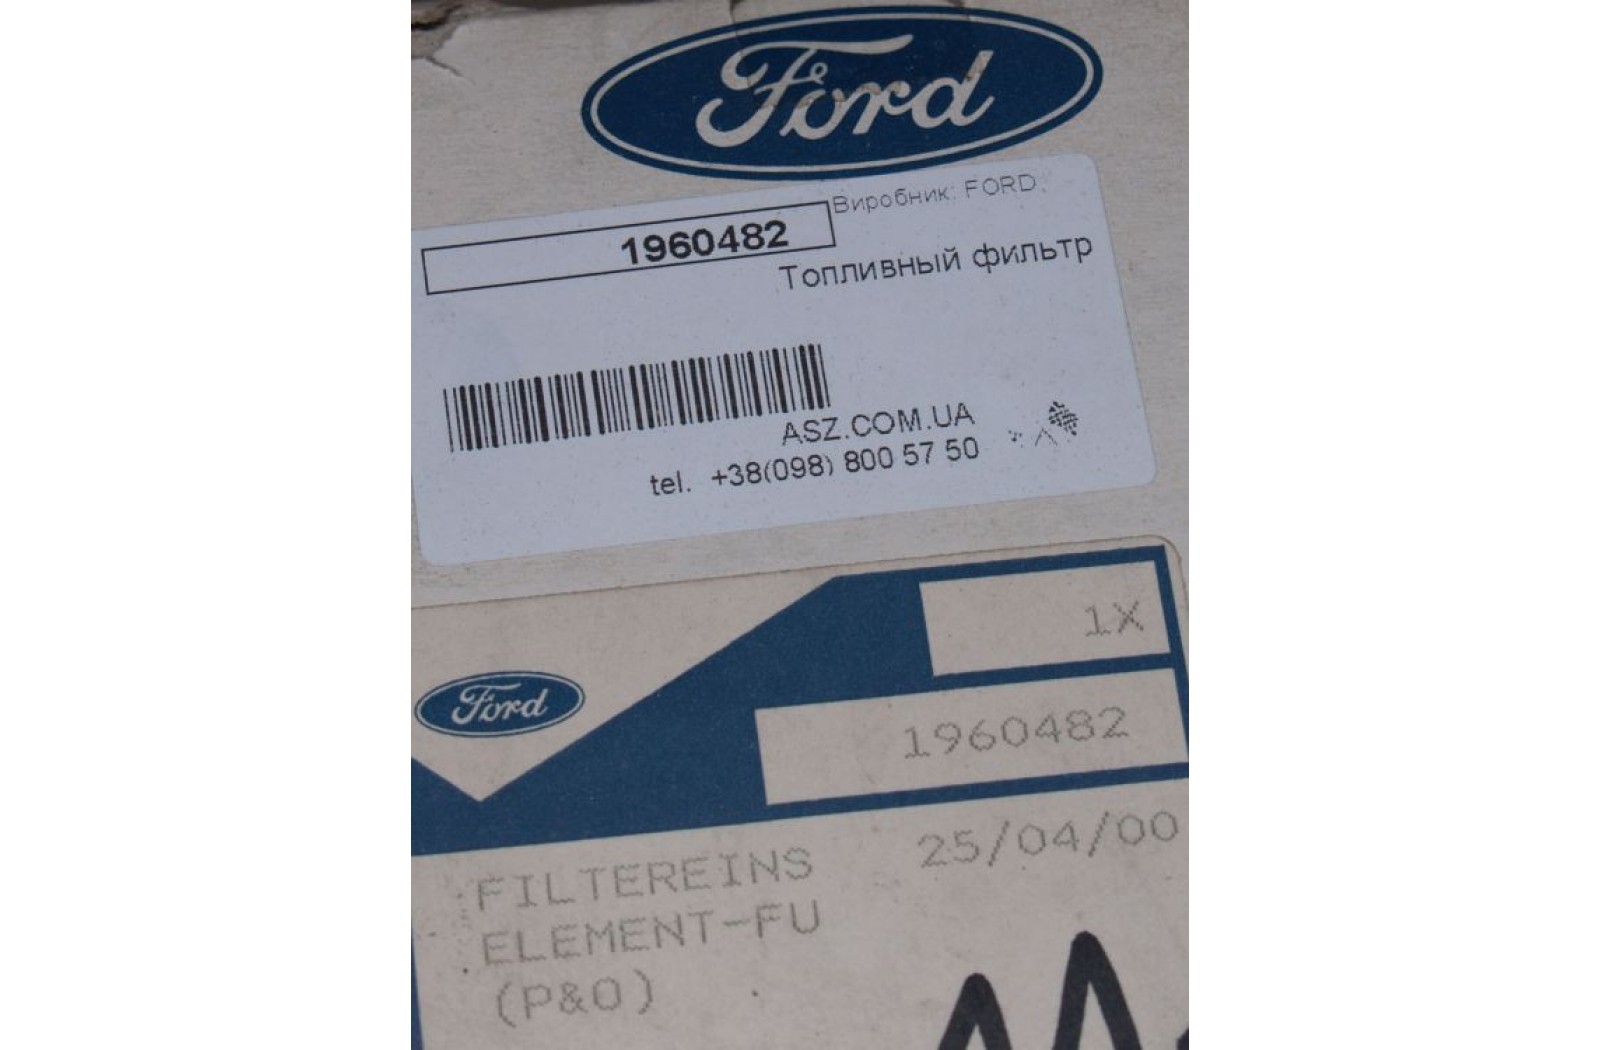 Ford
Виробник: FORD,
1960482
Топливный фильтр
ASZ.COM.UA
tel. +38(098) 800 57 50
1X
Ford
1960482
25/04/00
FILTEREINS
ELEMENT-FU
(P&O)